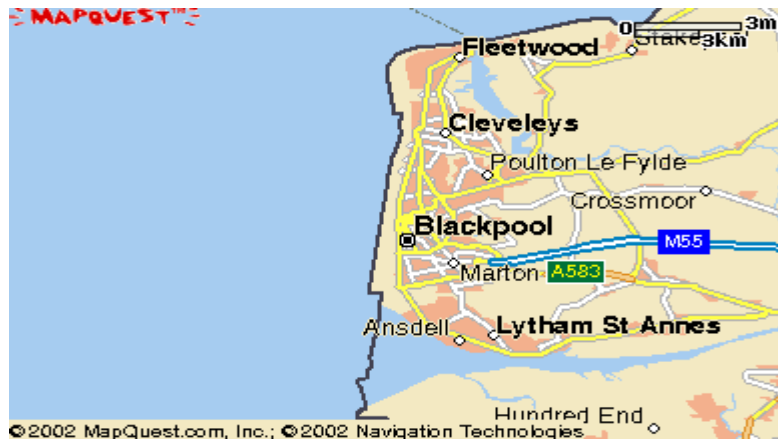 MAPQUEST™
0 3m
3Km
Fleetwood
Cleveleys
Poulton Le Fylde
Crossmoor
Blackpool
M55
Marton
A583
Ansdell
Lytham St Annes
Hundred End
©2002 MapQuest.com, Inc.; ©2002 Navigation Technologies